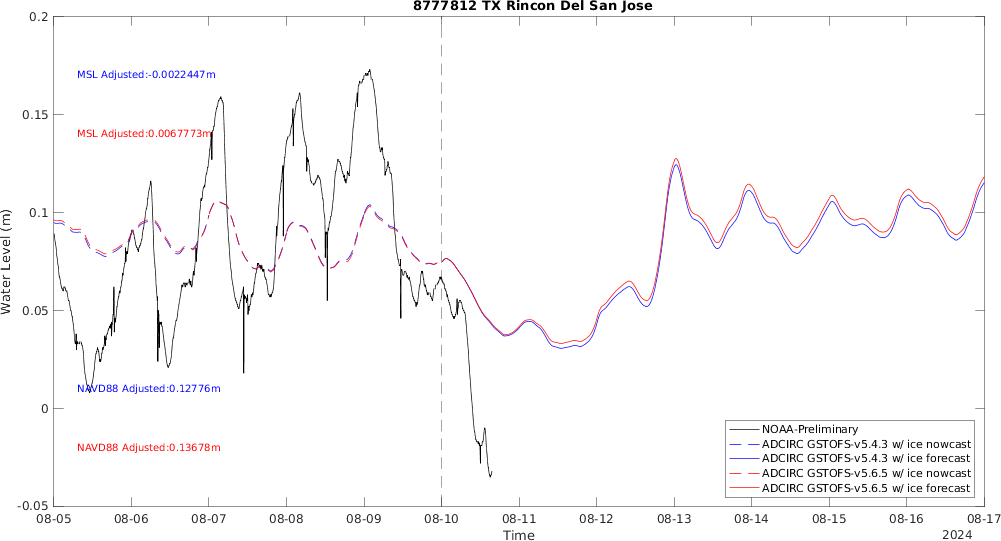 8777812 TX Rincon Del San Jose
0.2
0.15
0.1
0.05
0
-0.05
Water Level (m)
MSL Adjusted:-0.0022447m
MSL Adjusted:0.0067773m
NAVD88 Adjusted:0.12776m
NAVD88 Adjusted:0.13678m
NOAA-Preliminary
ADCIRC GSTOFS-v5.4.3 w/ ice nowcast
ADCIRC GSTOFS-v5.4.3 w/ ice forecast
ADCIRC GSTOFS-v5.6.5 w/ ice nowcast
ADCIRC GSTOFS-v5.6.5 w/ ice forecast
08-05 08-06 08-07 08-08 08-09 08-10 08-11 08-12 08-13 08-14 08-15 08-16 08-17
Time
2024